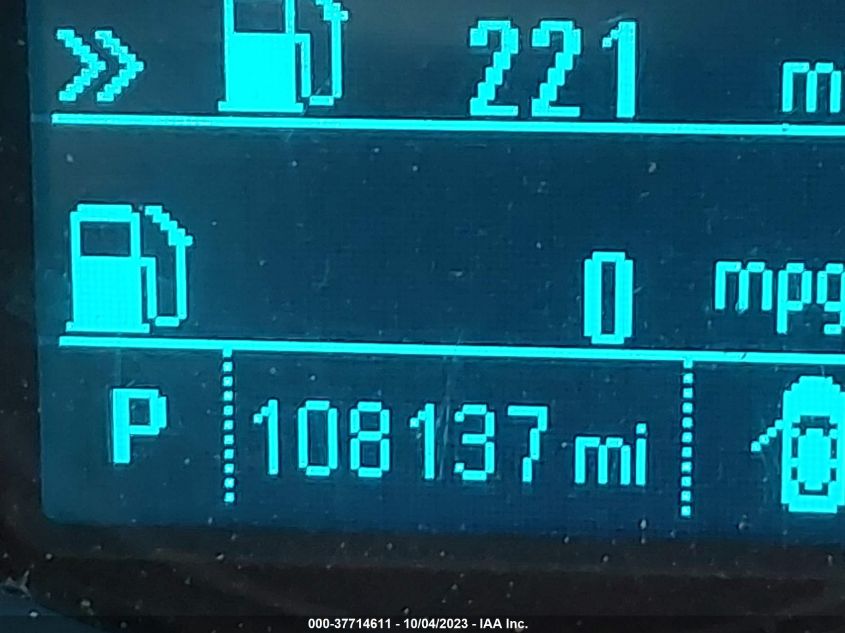 221 m
0 mpg
P 108137 mi
000-37714611 - 10/04/2023 - IAA Inc.